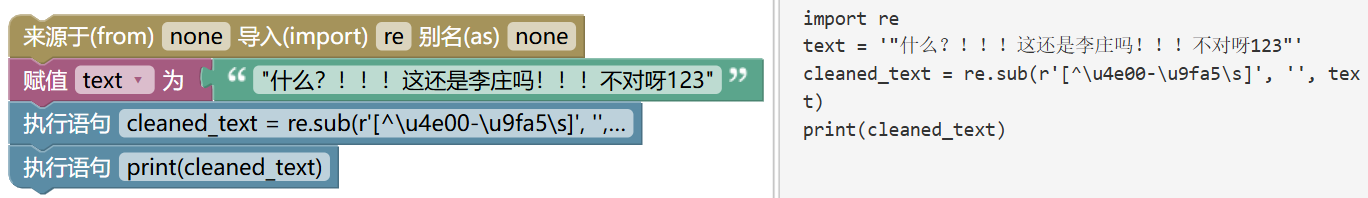 来源于(from) none 导入(import) re 别名(as) none
赋值 text 为 “ "什么？！！！这还是李庄吗！！！不对呀123" ”
执行语句 cleaned_text = re.sub(r'[^\u4e00-\u9fa5\s]', '',...
执行语句 print(cleaned_text)
import re
text = '"什么？！！！这还是李庄吗！！！不对呀123"'
cleaned_text = re.sub(r'[^\u4e00-\u9fa5\s]', '', tex
t)
print(cleaned_text)